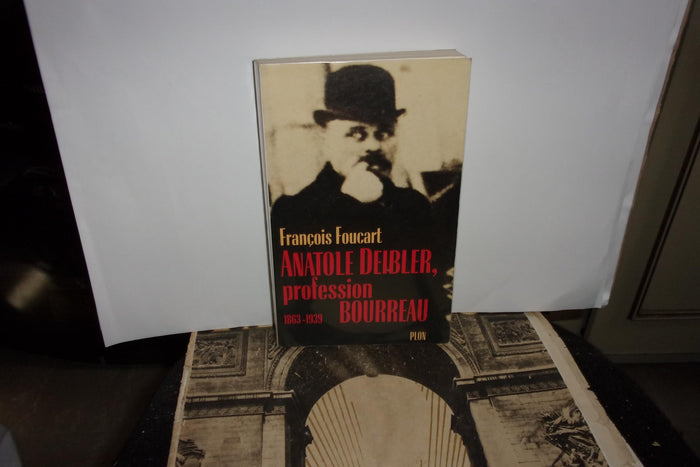 François Foucart
ANATOLE DEIBLER,
profession
1863-1939 BOURREAU
PLON